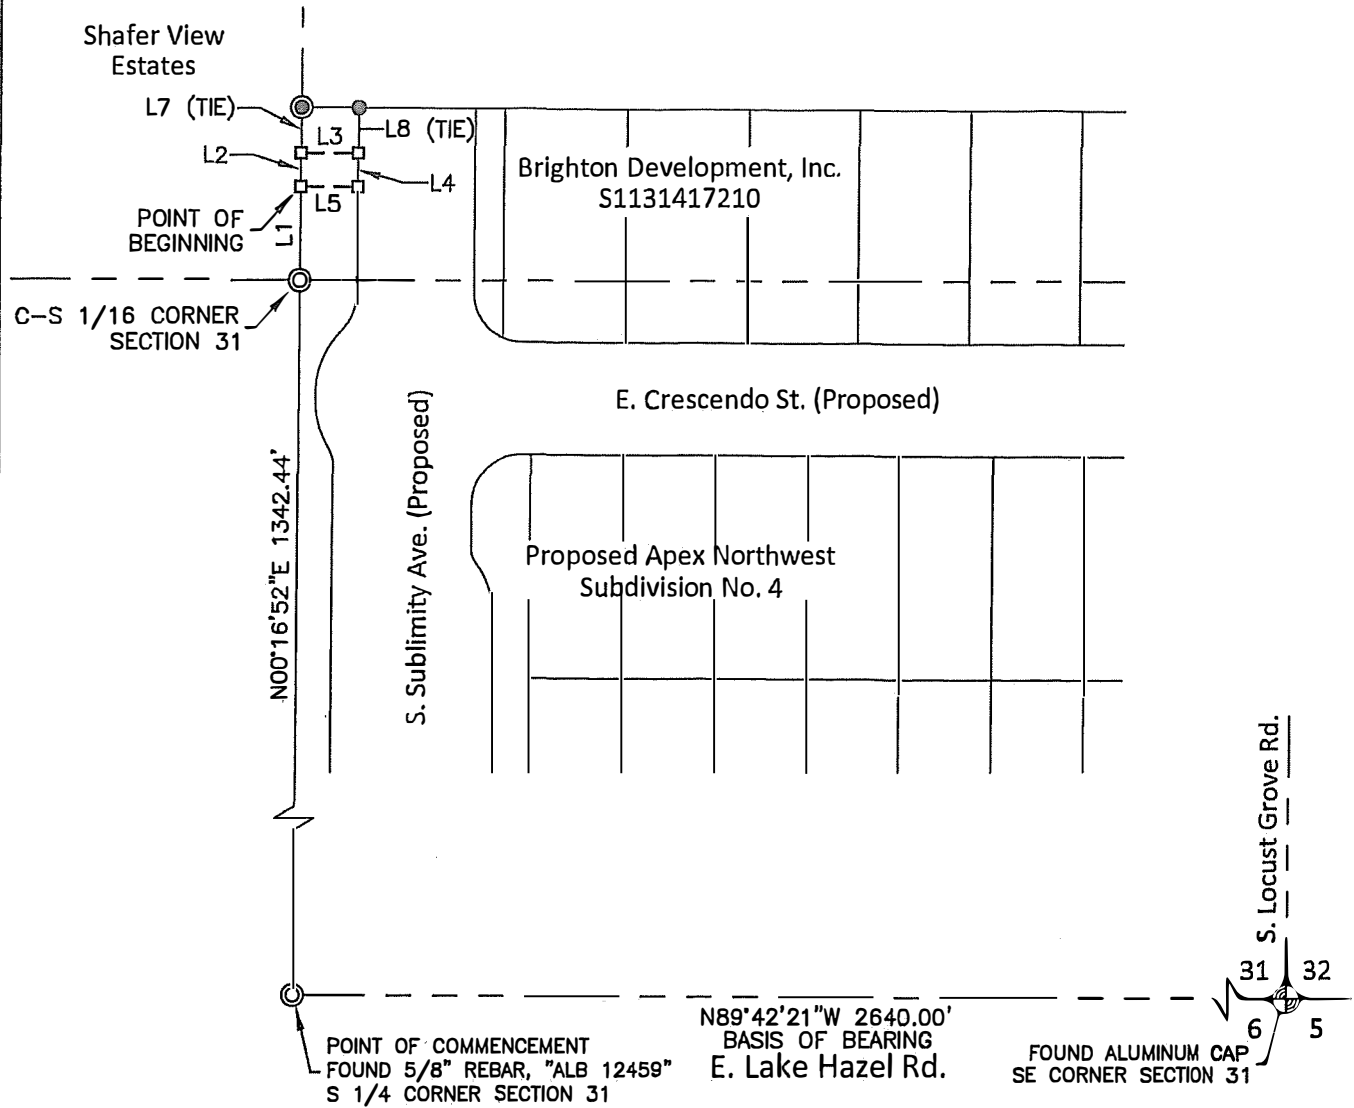 Shafer View
Estates
L7 (TIE)
L3
L8 (TIE)
L2
L4
L5
POINT OF
BEGINNING
L1
Brighton Development, Inc.
S1131417210
C-S 1/16 CORNER
SECTION 31
E. Crescendo St. (Proposed)
S. Sublimity Ave. (Proposed)
N00°16'52"E 1342.44'
Proposed Apex Northwest
Subdivision No. 4
S. Locust Grove Rd.
31 32
6 5
N89°42'21"W 2640.00'
BASIS OF BEARING
E. Lake Hazel Rd.
POINT OF COMMENCEMENT
FOUND 5/8" REBAR, "ALB 12459"
S 1/4 CORNER SECTION 31
FOUND ALUMINUM CAP
SE CORNER SECTION 31